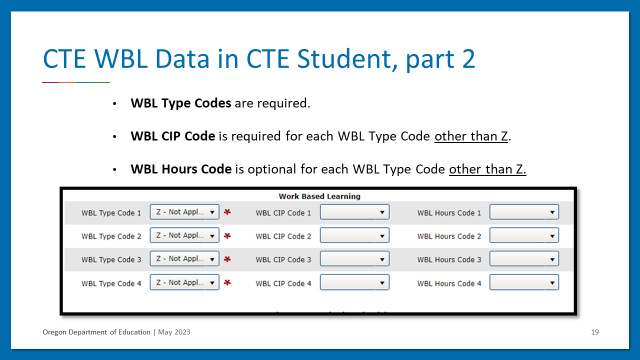 CTE WBL Data in CTE Student, part 2
• WBL Type Codes are required.
• WBL CIP Code is required for each WBL Type Code other than Z.
• WBL Hours Code is optional for each WBL Type Code other than Z.
Work Based Learning
WBL Type Code 1 Z - Not Appl... * WBL CIP Code 1 WBL Hours Code 1
WBL Type Code 2 Z - Not Appl... * WBL CIP Code 2 WBL Hours Code 2
WBL Type Code 3 Z - Not Appl... * WBL CIP Code 3 WBL Hours Code 3
WBL Type Code 4 Z - Not Appl... * WBL CIP Code 4 WBL Hours Code 4
Oregon Department of Education | May 2023 19